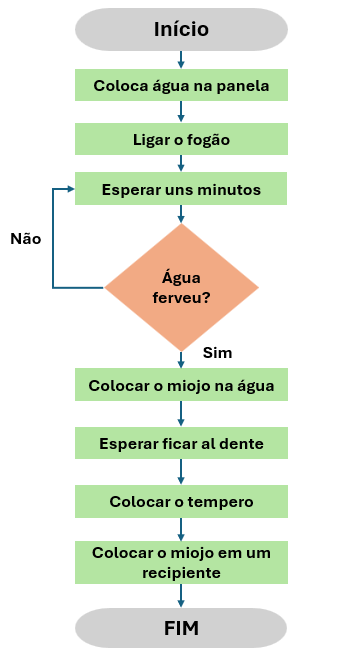 Início
Coloca água na panela
Ligar o fogão
Esperar uns minutos
Não
Água
ferveu?
Sim
Colocar o miojo na água
Esperar ficar al dente
Colocar o tempero
Colocar o miojo em um
recipiente
FIM